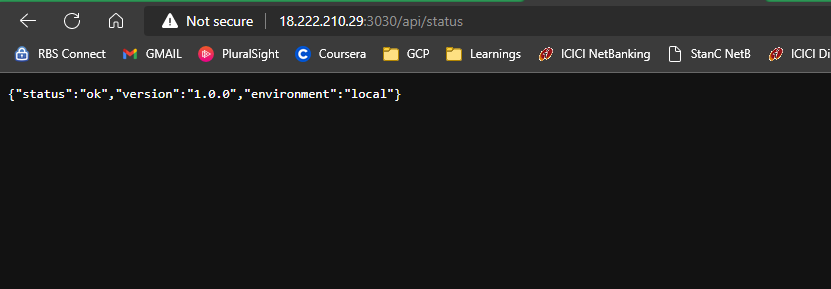 Not secure 18.222.210.29:3030/api/status
RBS Connect GMAIL PluralSight Coursera GCP Learnings ICICI NetBanking StanC NetB ICICI Di
{"status":"ok","version":"1.0.0","environment":"local"}